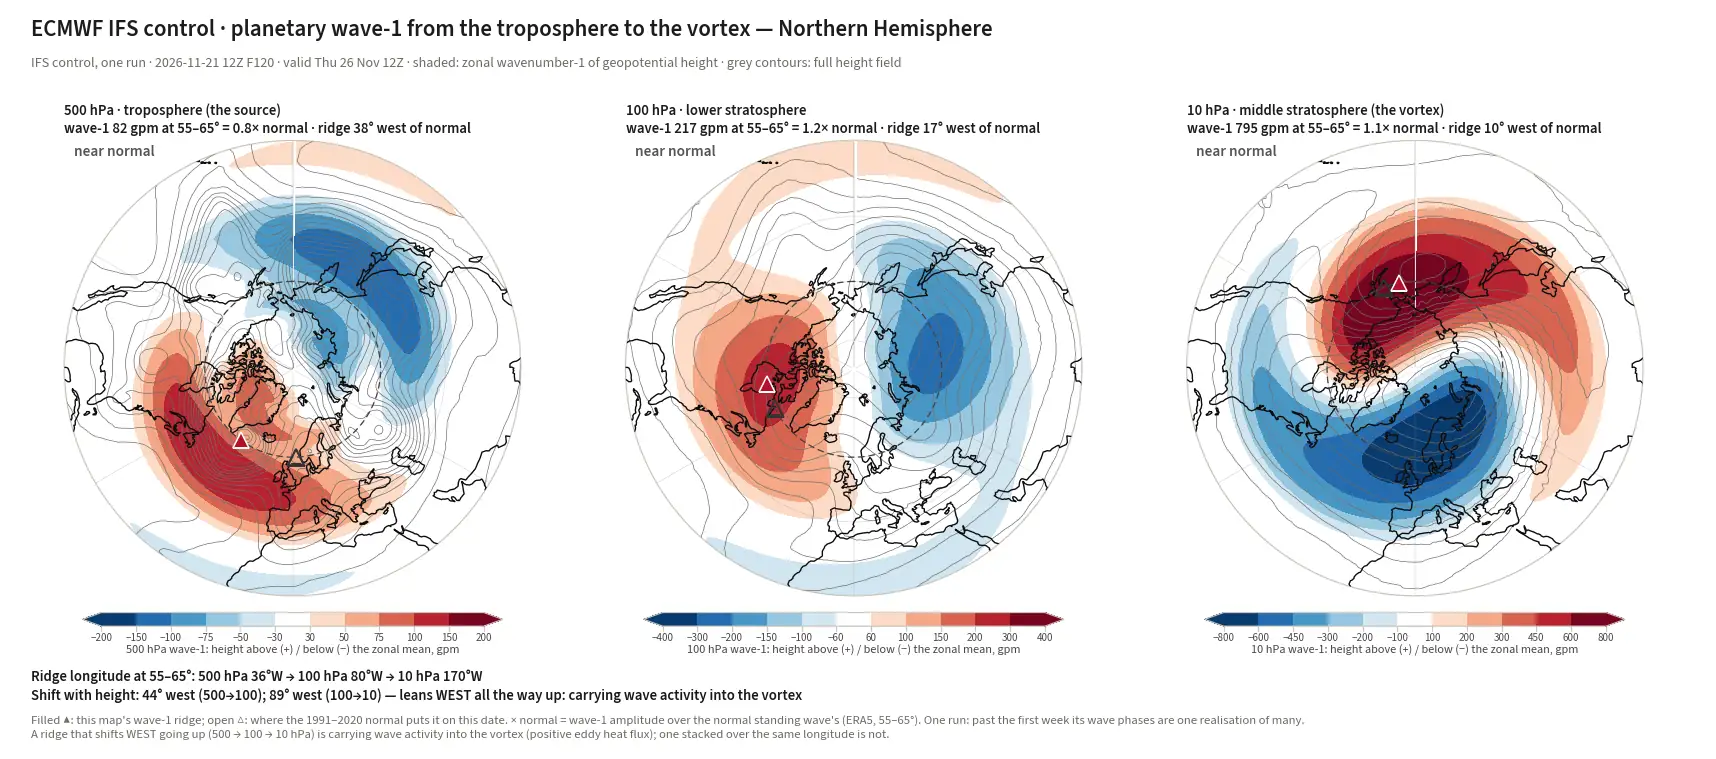 ECMWF IFS control · planetary wave-1 from the troposphere to the vortex — Northern Hemisphere
IFS control, one run · 2026-11-21 12Z F120 · valid Thu 26 Nov 12Z · shaded: zonal wavenumber-1 of geopotential height · grey contours: full height field
500 hPa · troposphere (the source)
wave-1 82 gpm at 55–65° = 0.8× normal · ridge 38° west of normal
near normal
100 hPa · lower stratosphere
wave-1 217 gpm at 55–65° = 1.2× normal · ridge 17° west of normal
near normal
10 hPa · middle stratosphere (the vortex)
wave-1 795 gpm at 55–65° = 1.1× normal · ridge 10° west of normal
near normal
−200 −150 −100 −75 −50 −30 30 50 75 100 150 200
500 hPa wave-1: height above (+) / below (−) the zonal mean, gpm
−400 −300 −200 −150 −100 −60 60 100 150 200 300 400
100 hPa wave-1: height above (+) / below (−) the zonal mean, gpm
−800 −600 −450 −300 −200 −100 100 200 300 450 600 800
10 hPa wave-1: height above (+) / below (−) the zonal mean, gpm
Ridge longitude at 55–65°: 500 hPa 36°W → 100 hPa 80°W → 10 hPa 170°W
Shift with height: 44° west (500→100); 89° west (100→10) — leans WEST all the way up: carrying wave activity into the vortex
Filled ▲: this map's wave-1 ridge; open △: where the 1991–2020 normal puts it on this date. × normal = wave-1 amplitude over the normal standing wave's (ERA5, 55–65°). One run: past the first week its wave phases are one realisation of many.
A ridge that shifts WEST going up (500 → 100 → 10 hPa) is carrying wave activity into the vortex (positive eddy heat flux); one stacked over the same longitude is not.